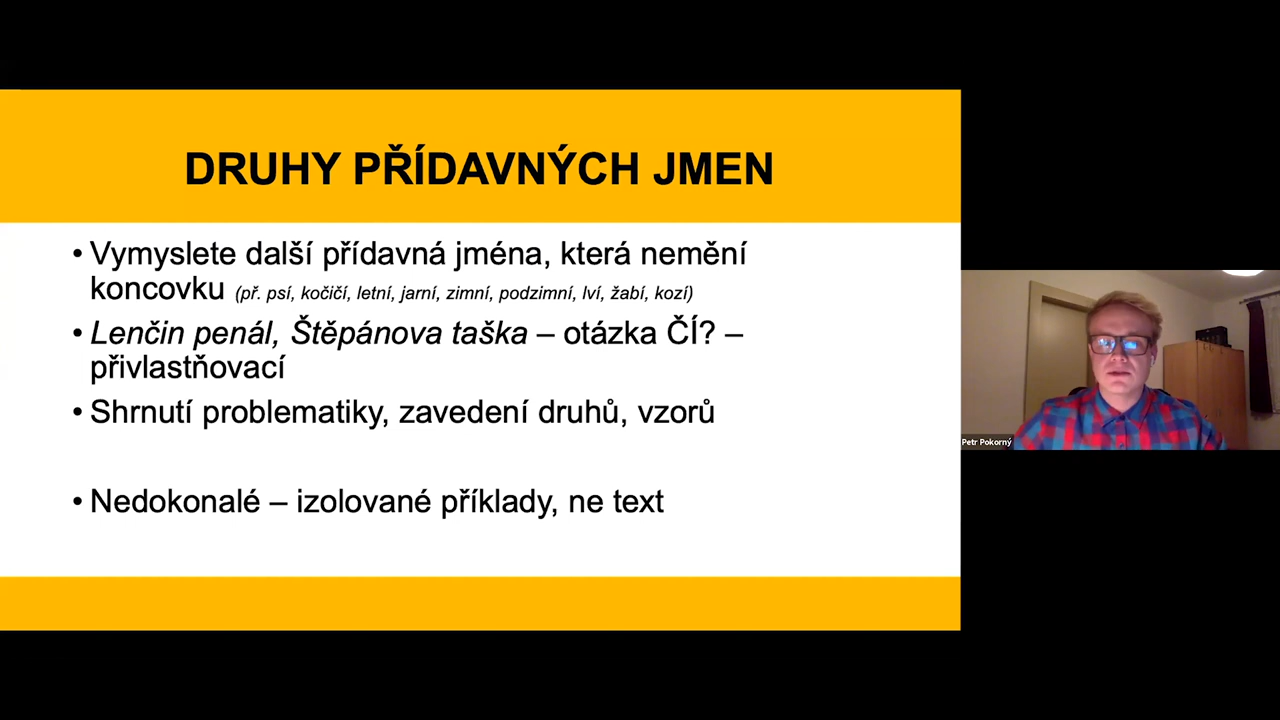 DRUHY PŘÍDAVNÝCH JMEN
• Vymyslete další přídavná jména, která nemění
koncovku (př. psí, kočičí, letní, jarní, zimní, podzimní, lví, žabí, kozí)
• Lenčin penál, Štěpánova taška – otázka ČÍ? –
přivlastňovací
• Shrnutí problematiky, zavedení druhů, vzorů
• Nedokonalé – izolované příklady, ne text
Petr Pokorný